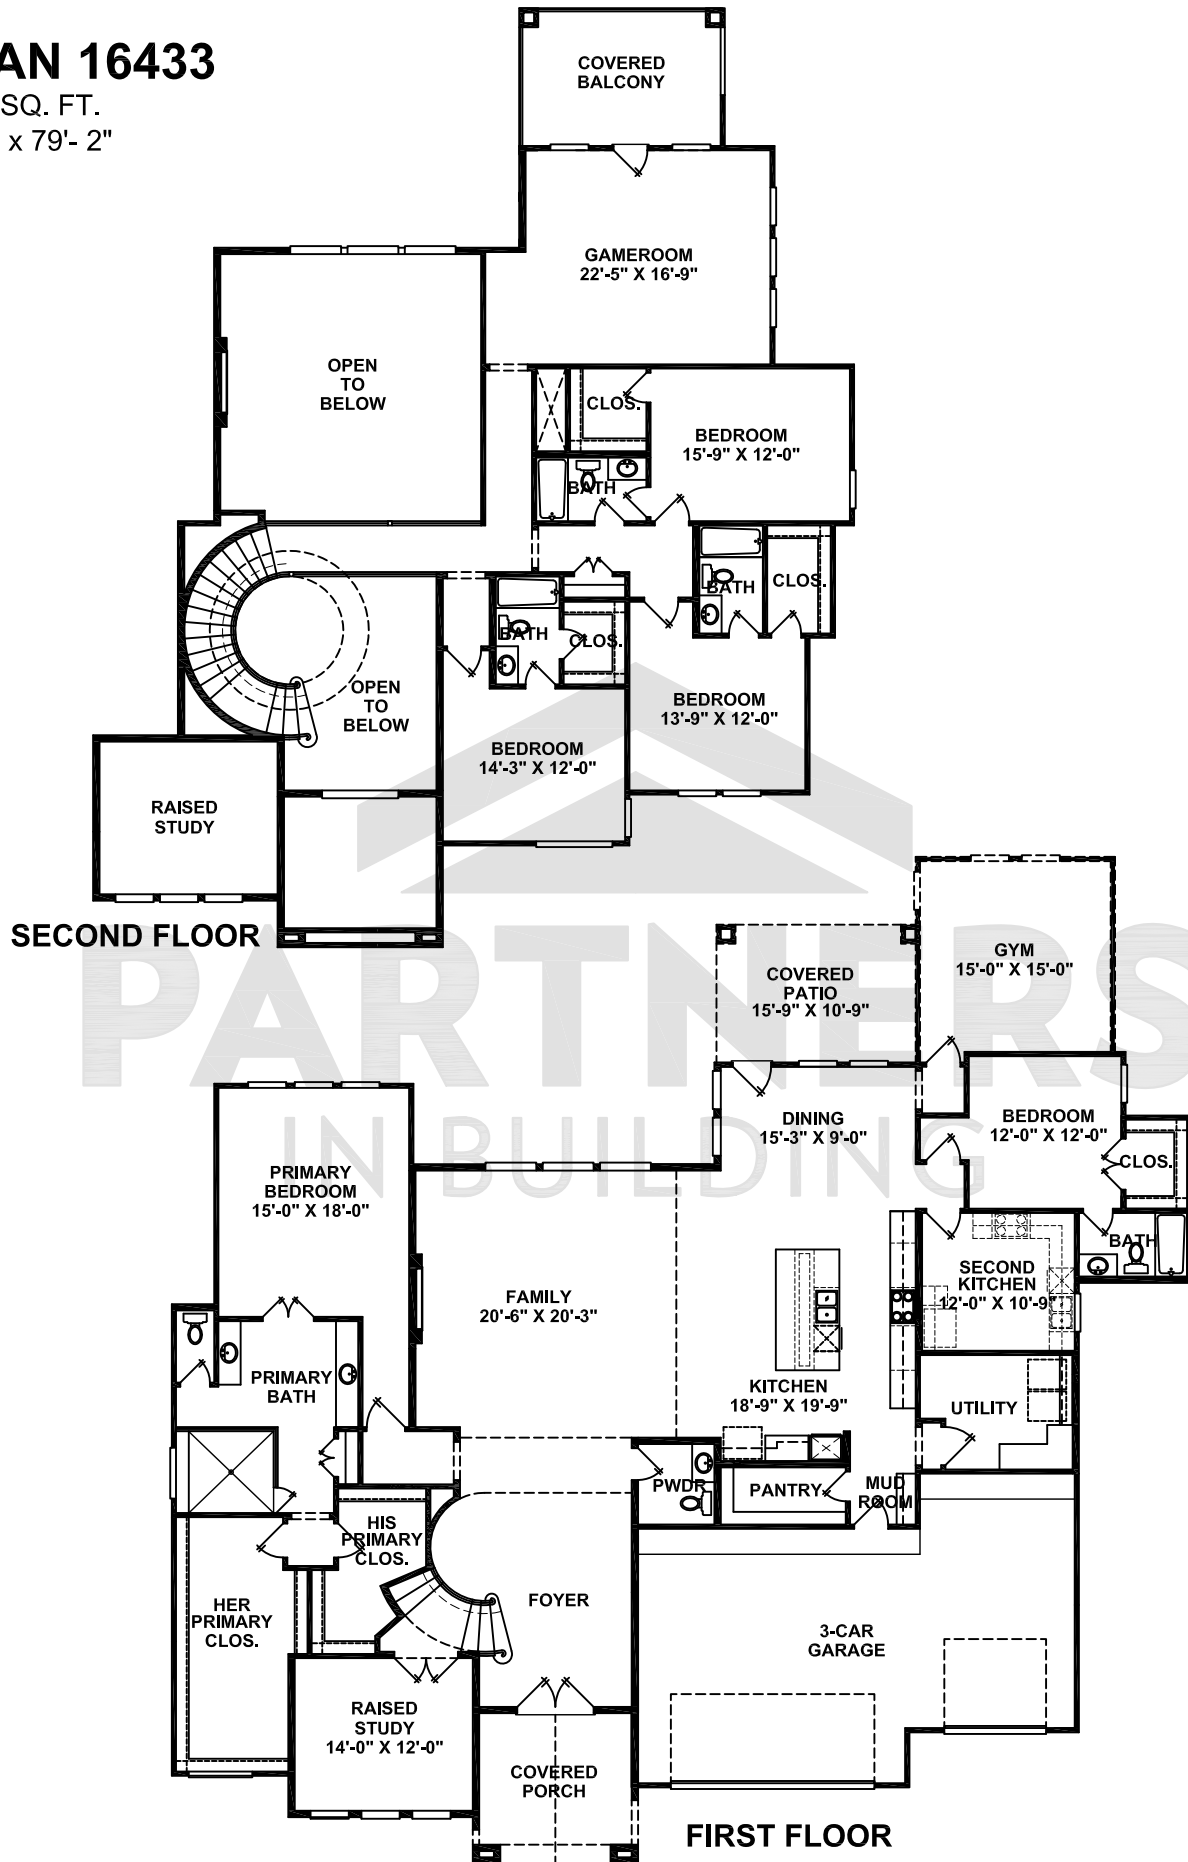 AN 16433
SQ. FT.
x 79'- 2"
COVERED
BALCONY
GAMEROOM
22'-5" X 16'-9"
OPEN
TO
BELOW
CLOS.
BEDROOM
15'-9" X 12'-0"
BATH
BATH
CLOS.
BATH
CLOS.
OPEN
TO
BELOW
BEDROOM
13'-9" X 12'-0"
BEDROOM
14'-3" X 12'-0"
RAISED
STUDY
SECOND FLOOR
PARTNERS
IN BUILDING
GYM
15'-0" X 15'-0"
COVERED
PATIO
15'-9" X 10'-9"
DINING
15'-3" X 9'-0"
BEDROOM
12'-0" X 12'-0"
CLOS.
PRIMARY
BEDROOM
15'-0" X 18'-0"
BATH
SECOND
KITCHEN
12'-0" X 10'-9"
FAMILY
20'-6" X 20'-3"
PRIMARY
BATH
KITCHEN
18'-9" X 19'-9"
UTILITY
PWDR
PANTRY
MUD
ROOM
HIS
PRIMARY
CLOS.
HER
PRIMARY
CLOS.
FOYER
3-CAR
GARAGE
RAISED
STUDY
14'-0" X 12'-0"
COVERED
PORCH
FIRST FLOOR